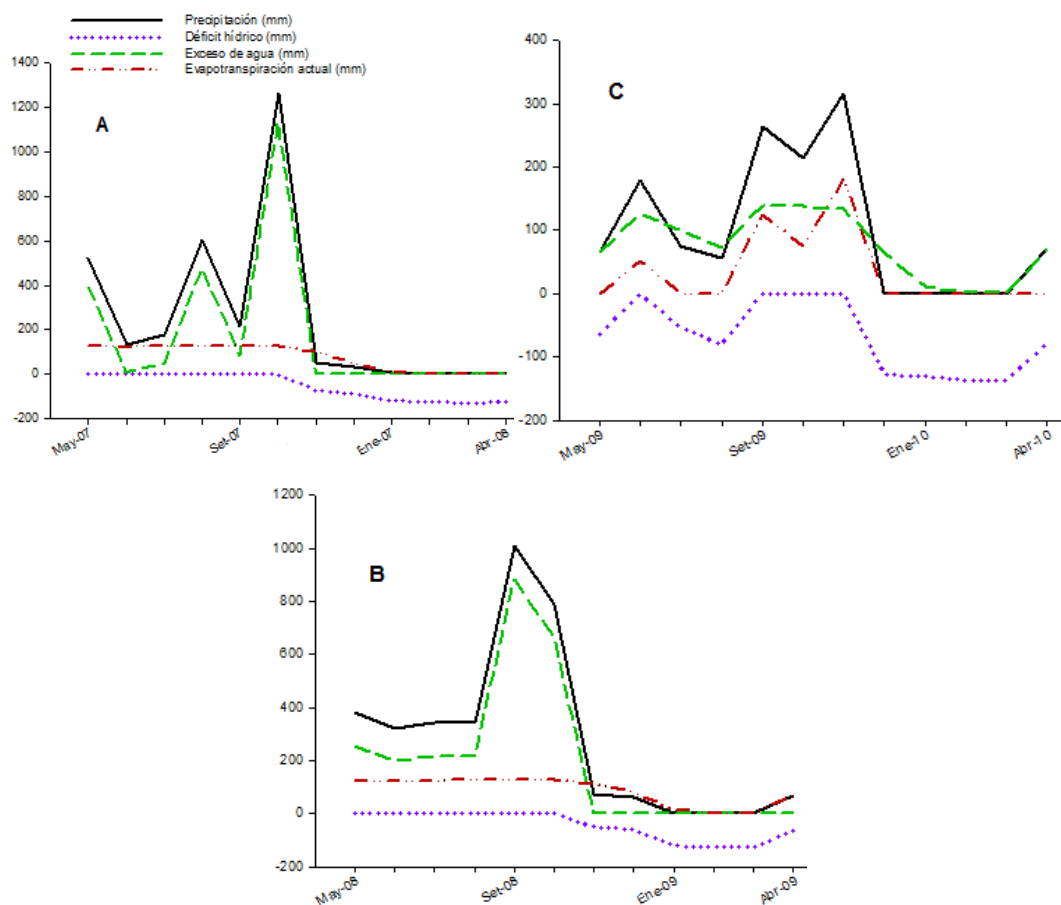 Precipitación (mm)
Déficit hídrico (mm)
Exceso de agua (mm)
Evapotranspiración actual (mm)
A
1400
1200
1000
800
600
400
200
0
-200
May-07
Set-07
Ene-07
Apr-08
C
400
300
200
100
0
-100
-200
May-09
Set-09
Ene-10
Apr-10
B
1200
1000
800
600
400
200
0
-200
May-08
Set-08
Ene-09
Apr-09